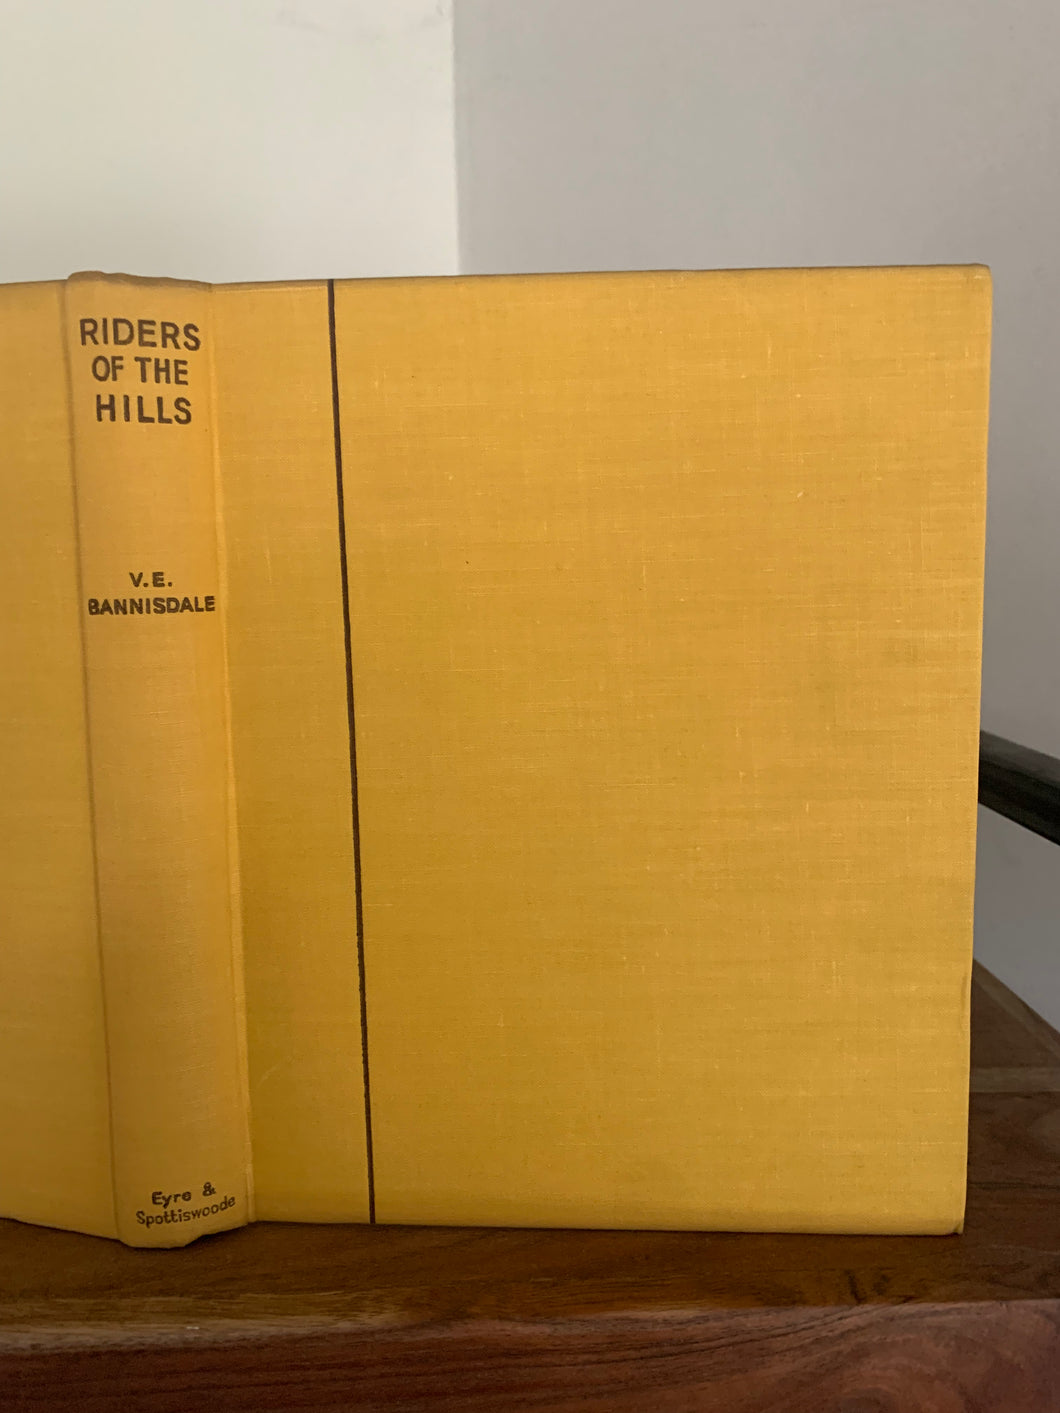 RIDERS
OF THE
HILLS
V.E.
BANNISDALE
Eyre &
Spottiswoode